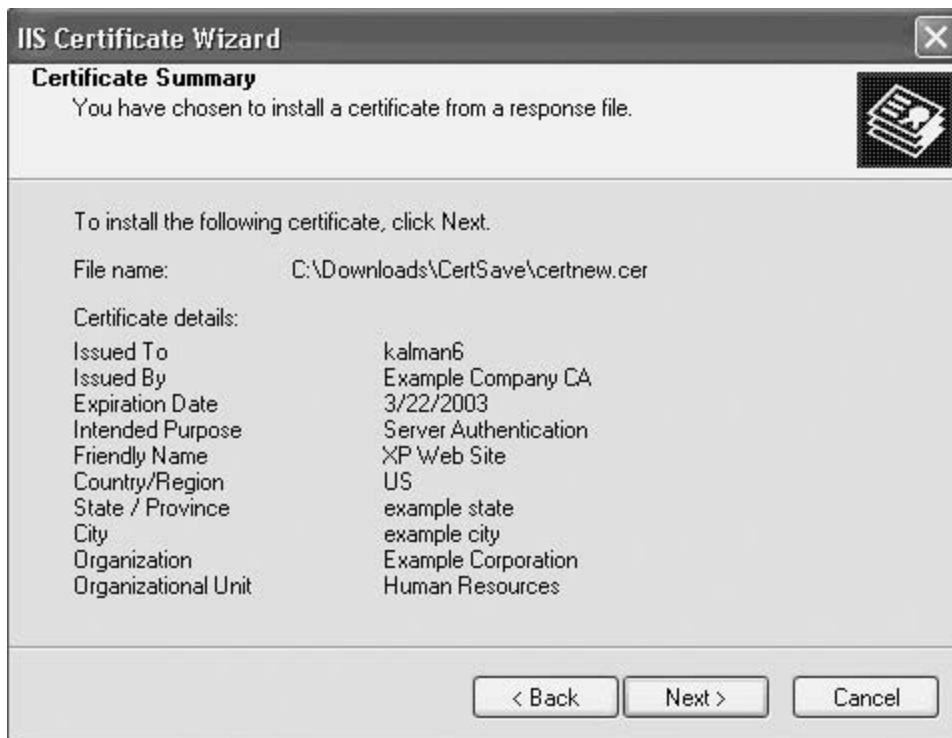 IIS Certificate Wizard
Certificate Summary
You have chosen to install a certificate from a response file.
To install the following certificate, click Next.
File name: C:\Downloads\CertSave\certnew.cer
Certificate details:
Issued To kalman6
Issued By Example Company CA
Expiration Date 3/22/2003
Intended Purpose Server Authentication
Friendly Name XP Web Site
Country/Region US
State / Province example state
City example city
Organization Example Corporation
Organizational Unit Human Resources
< Back Next > Cancel